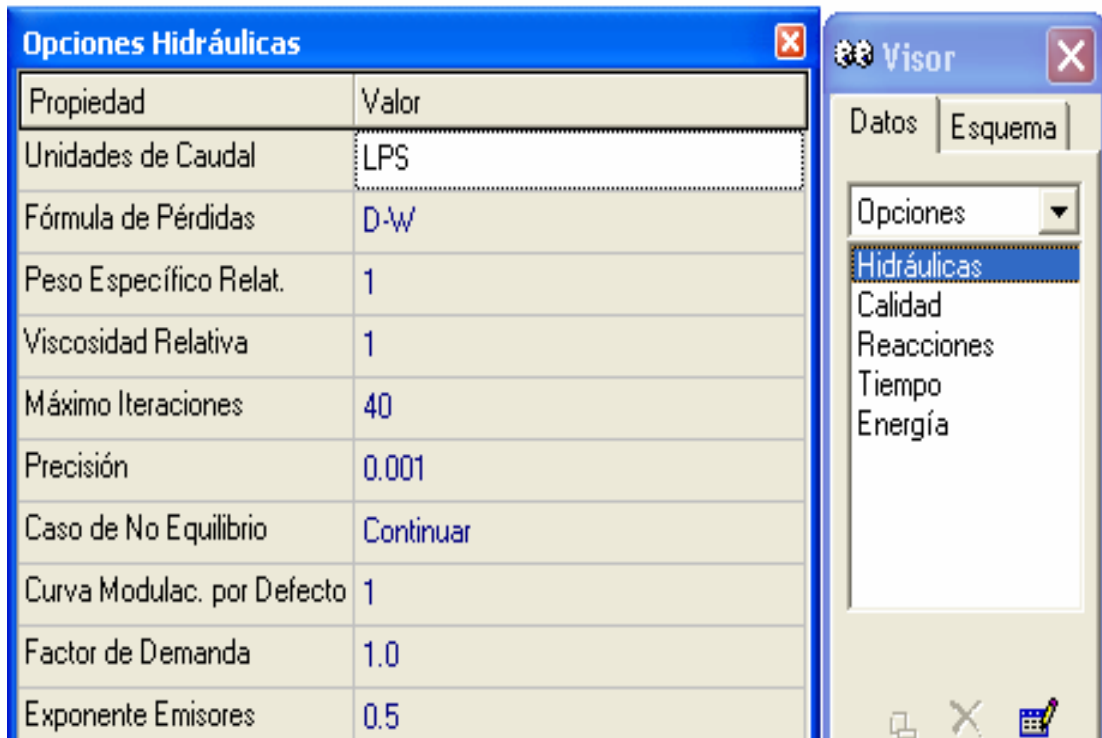 Opciones Hidráulicas
Propiedad Valor
Unidades de Caudal LPS
Fórmula de Pérdidas D-W
Peso Específico Relat. 1
Viscosidad Relativa 1
Máximo Iteraciones 40
Precisión 0.001
Caso de No Equilibrio Continuar
Curva Modulac. por Defecto 1
Factor de Demanda 1.0
Exponente Emisores 0.5
Visor
Datos Esquema
Opciones
Hidráulicas
Calidad
Reacciones
Tiempo
Energía